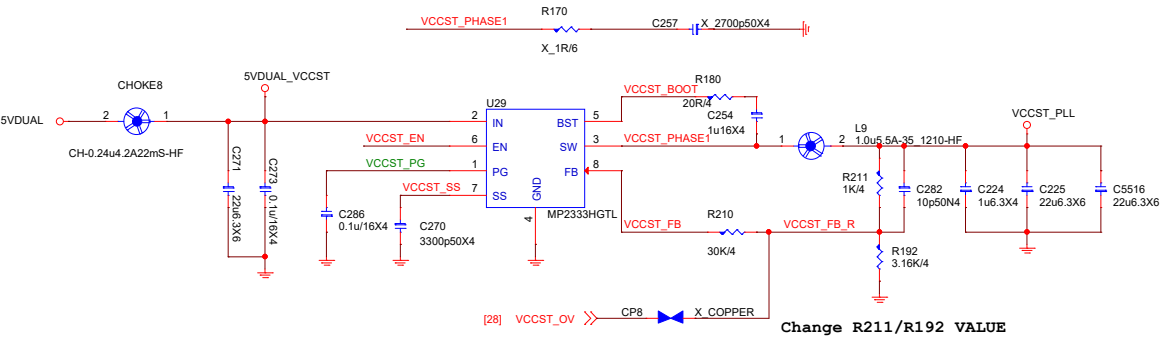 R170
VCCST_PHASE1
C257
X_2700p50X4
X_1R/6
CHOKE8
5VDUAL_VCCST
5VDUAL
2
1
CH-0.24u4.2A22mS-HF
C271
22u6.3X6
C273
0.1u/16X4
U29
2
IN
BST
5
VCCST_BOOT
R180
20R/4
C254
1u16X4
VCCST_EN
6
EN
SW
3
VCCST_PHASE1
1
2
L9
1.0u5.5A-35_1210-HF
VCCST_PLL
VCCST_PG
1
PG
FB
8
VCCST_SS
7
SS
GND
4
MP2333HGTL
C286
0.1u/16X4
C270
3300p50X4
VCCST_FB
R210
30K/4
VCCST_FB_R
R211
1K/4
C282
10p50N4
C224
1u6.3X4
C225
22u6.3X6
C5516
22u6.3X6
R192
3.16K/4
[28]
VCCST_OV
CP8
X_COPPER
Change R211/R192 VALUE